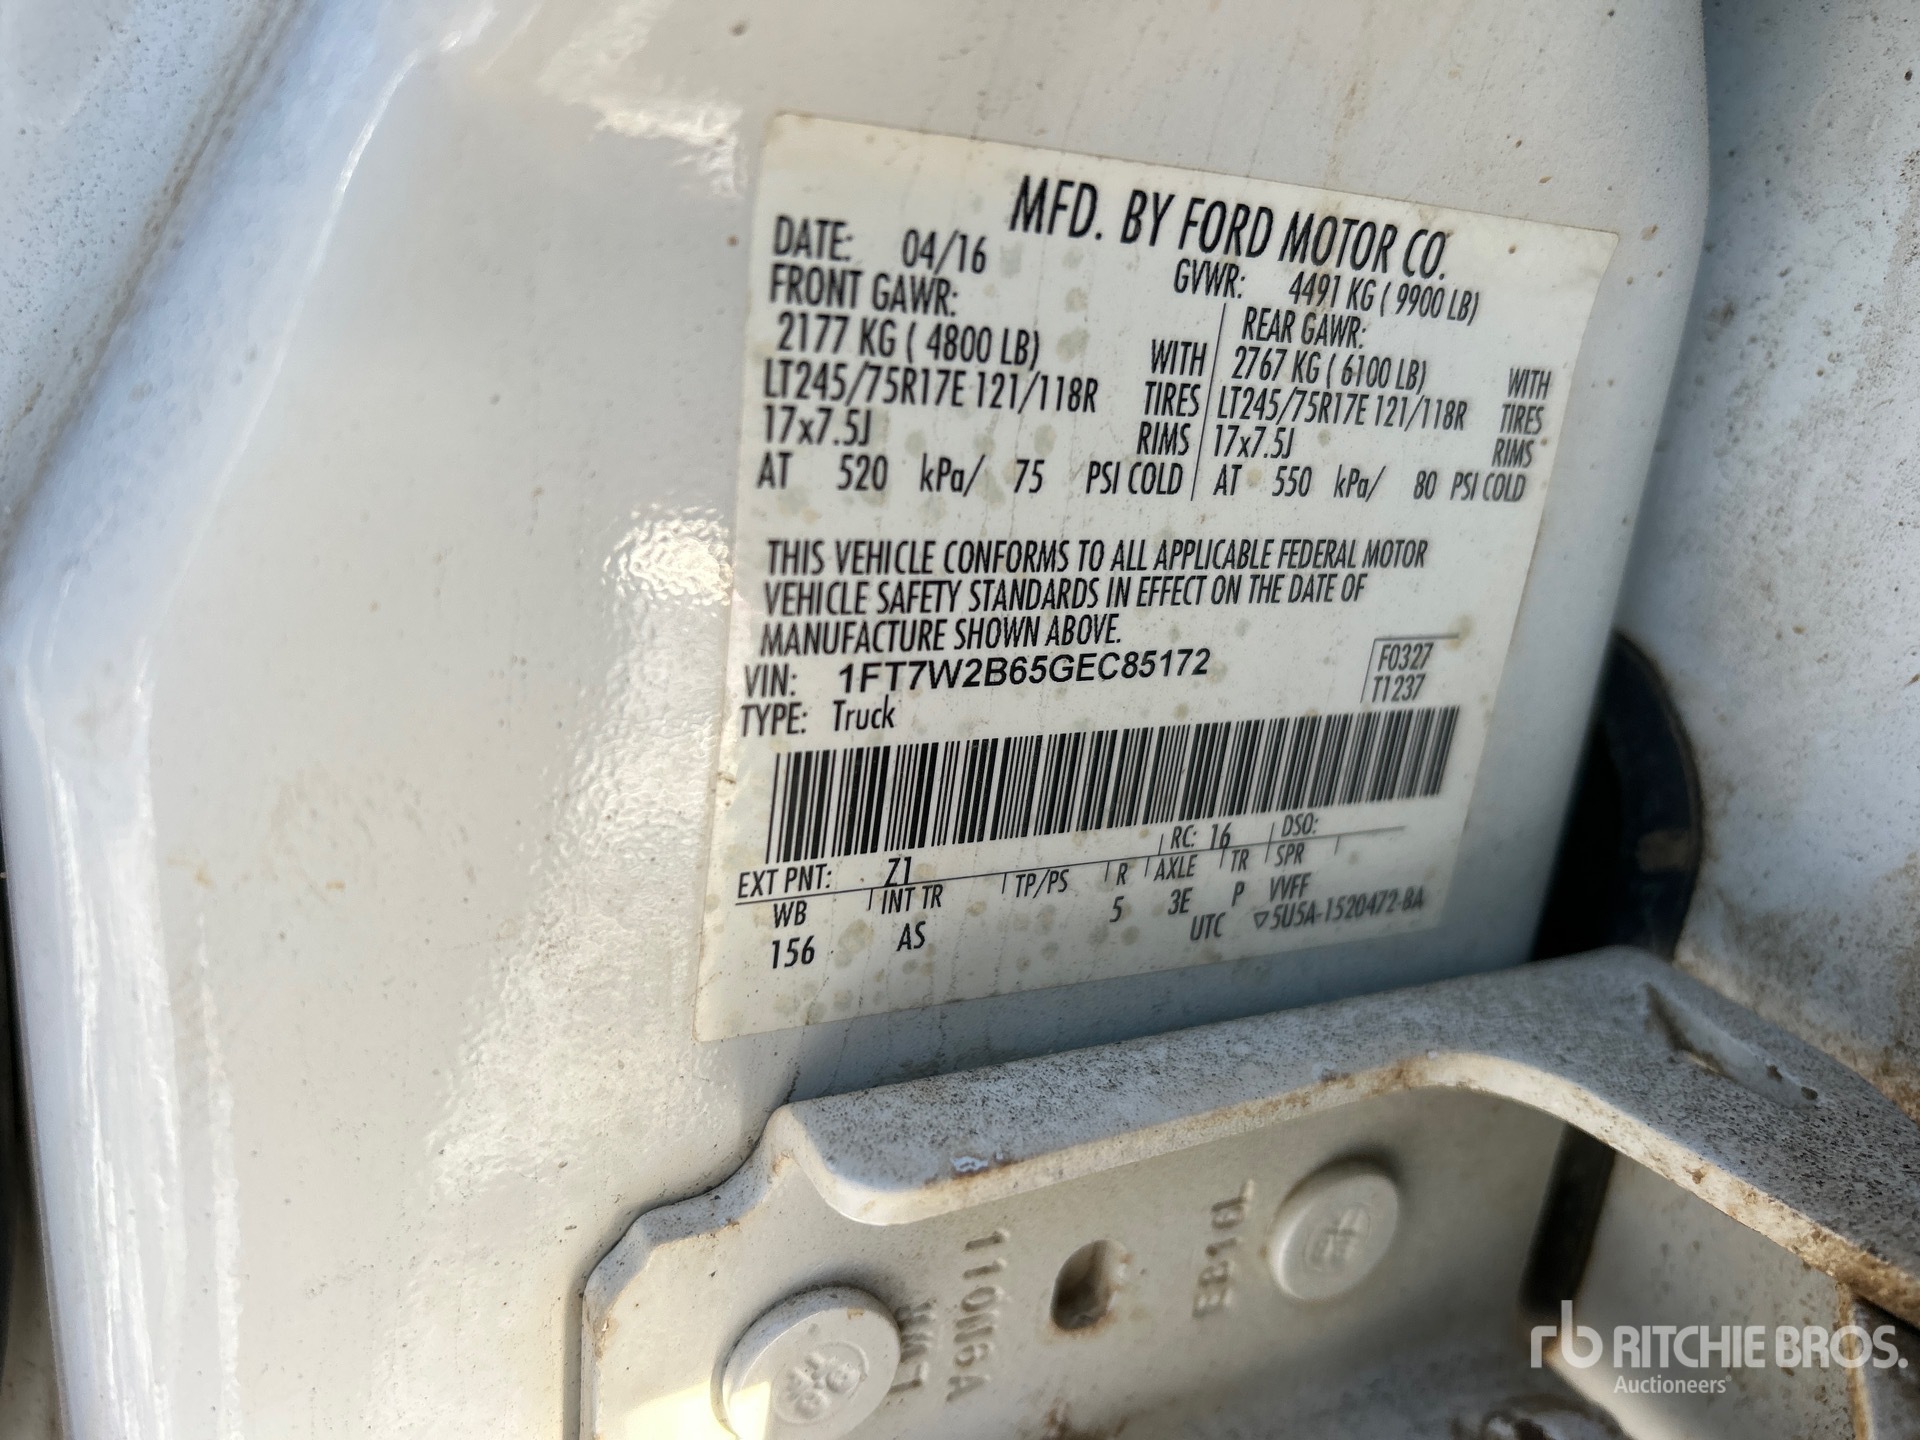 MFD. BY FORD MOTOR CO.
DATE: 04/16
GVWR: 4491 KG ( 9900 LB)
FRONT GAWR:
REAR GAWR:
2177 KG ( 4800 LB) WITH
2767 KG ( 6100 LB) WITH
LT245/75R17E 121/118R TIRES
LT245/75R17E 121/118R TIRES
17x7.5J RIMS
17x7.5J RIMS
AT 520 kPa/ 75 PSI COLD
AT 550 kPa/ 80 PSI COLD
THIS VEHICLE CONFORMS TO ALL APPLICABLE FEDERAL MOTOR
VEHICLE SAFETY STANDARDS IN EFFECT ON THE DATE OF
MANUFACTURE SHOWN ABOVE.
VIN: 1FT7W2B65GEC85172
F0327
TYPE: Truck
T1237
EXT PNT: Z1 RC: 16 DSO:
WB INT TR TP/PS R AXLE TR SPR
156 AS 5 3E P VVFF
UTC ▽5U5A-1520472-BA
110N6A
EB16L
rb RITCHIE BROS.
Auctioneers